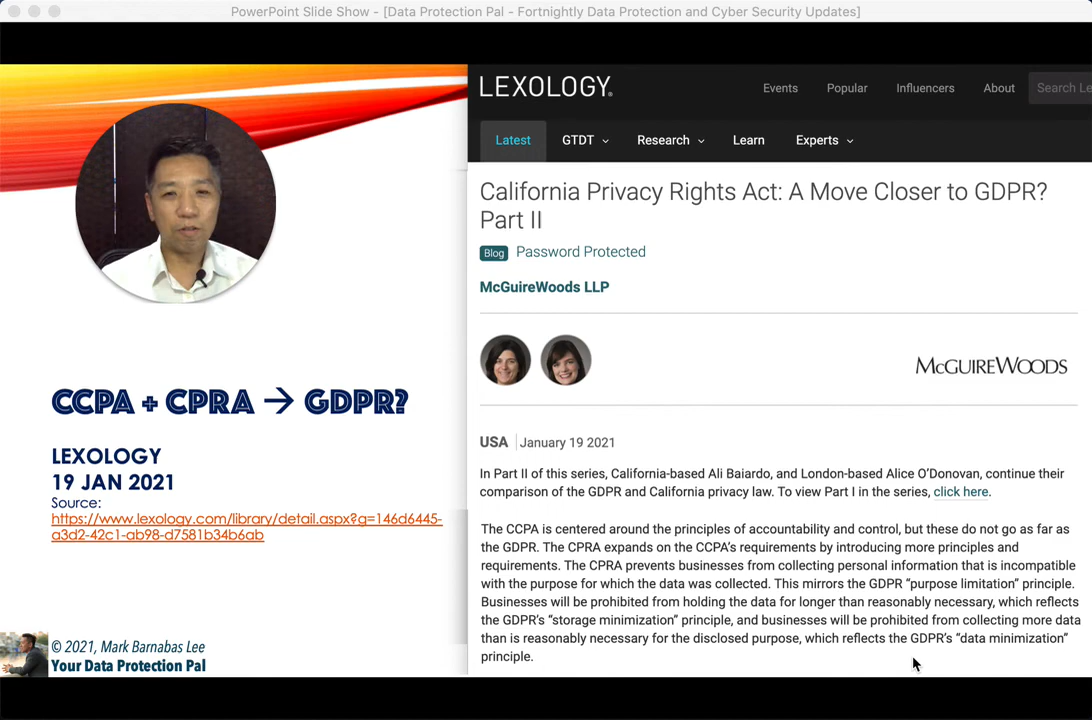 PowerPoint Slide Show - [Data Protection Pal - Fortnightly Data Protection and Cyber Security Updates]
LEXOLOGY.
Events
Popular
Influencers
About
Search Le
Latest
GTDT
Research
Learn
Experts
California Privacy Rights Act: A Move Closer to GDPR?
Part II
Blog
Password Protected
McGuireWoods LLP
McGUIREWOODS
USA
January 19 2021
In Part II of this series, California-based Ali Baiardo, and London-based Alice O’Donovan, continue their
comparison of the GDPR and California privacy law. To view Part I in the series, click here.
The CCPA is centered around the principles of accountability and control, but these do not go as far as
the GDPR. The CPRA expands on the CCPA’s requirements by introducing more principles and
requirements. The CPRA prevents businesses from collecting personal information that is incompatible
with the purpose for which the data was collected. This mirrors the GDPR “purpose limitation” principle.
Businesses will be prohibited from holding the data for longer than reasonably necessary, which reflects
the GDPR’s “storage minimization” principle, and businesses will be prohibited from collecting more data
than is reasonably necessary for the disclosed purpose, which reflects the GDPR’s “data minimization”
principle.
CCPA + CPRA → GDPR?
LEXOLOGY
19 JAN 2021
Source:
https://www.lexology.com/library/detail.aspx?g=146d6445-
a3d2-42c1-ab98-d7581b34b6ab
© 2021, Mark Barnabas Lee
Your Data Protection Pal